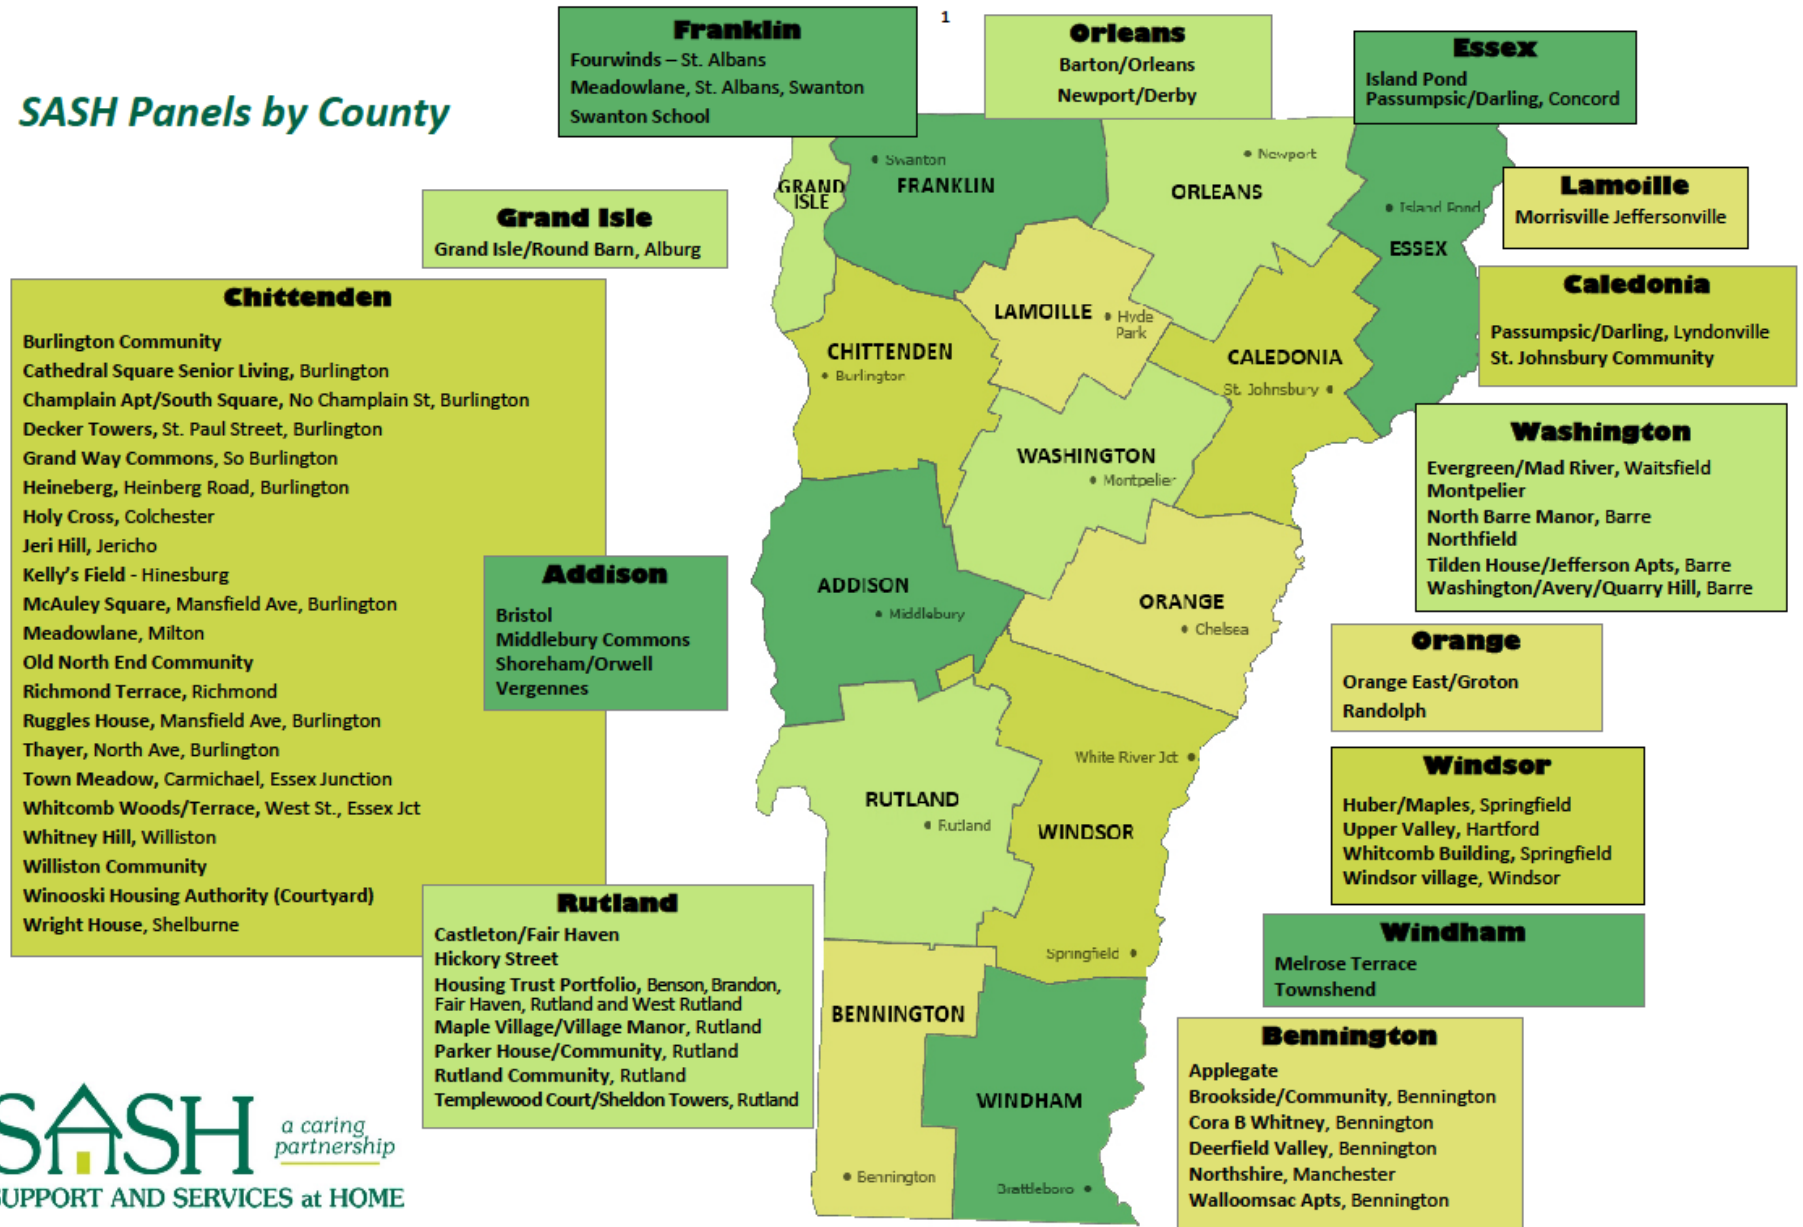 1
SASH Panels by County
Franklin
Fourwinds – St. Albans
Meadowlane, St. Albans, Swanton
Swanton School
Orleans
Barton/Orleans
Newport/Derby
Essex
Island Pond
Passumpsic/Darling, Concord
Lamoille
Morrisville Jeffersonville
Grand Isle
Grand Isle/Round Barn, Alburg
Caledonia
Passumpsic/Darling, Lyndonville
St. Johnsbury Community
Chittenden
Burlington Community
Cathedral Square Senior Living, Burlington
Champlain Apt/South Square, No Champlain St, Burlington
Decker Towers, St. Paul Street, Burlington
Grand Way Commons, So Burlington
Heineberg, Heinberg Road, Burlington
Holy Cross, Colchester
Jeri Hill, Jericho
Kelly's Field - Hinesburg
McAuley Square, Mansfield Ave, Burlington
Meadowlane, Milton
Old North End Community
Richmond Terrace, Richmond
Ruggles House, Mansfield Ave, Burlington
Thayer, North Ave, Burlington
Town Meadow, Carmichael, Essex Junction
Whitcomb Woods/Terrace, West St., Essex Jct
Whitney Hill, Williston
Williston Community
Winooski Housing Authority (Courtyard)
Wright House, Shelburne
Washington
Evergreen/Mad River, Waitsfield
Montpelier
North Barre Manor, Barre
Northfield
Tilden House/Jefferson Apts, Barre
Washington/Avery/Quarry Hill, Barre
Addison
Bristol
Middlebury Commons
Shoreham/Orwell
Vergennes
Orange
Orange East/Groton
Randolph
Windsor
Huber/Maples, Springfield
Upper Valley, Hartford
Whitcomb Building, Springfield
Windsor village, Windsor
Rutland
Castleton/Fair Haven
Hickory Street
Housing Trust Portfolio, Benson, Brandon,
Fair Haven, Rutland and West Rutland
Maple Village/Village Manor, Rutland
Parker House/Community, Rutland
Rutland Community, Rutland
Templewood Court/Sheldon Towers, Rutland
Windham
Melrose Terrace
Townshend
Bennington
Applegate
Brookside/Community, Bennington
Cora B Whitney, Bennington
Deerfield Valley, Bennington
Northshire, Manchester
Walloomsac Apts, Bennington
GRAND
ISLE
Swanton
FRANKLIN
Newport
ORLEANS
Island Pond
ESSEX
LAMOILLE
Hyde
Park
CHITTENDEN
Burlington
CALEDONIA
St. Johnsbury
WASHINGTON
Montpelier
ADDISON
Middlebury
ORANGE
Chelsea
White River Jct
RUTLAND
Rutland
WINDSOR
Springfield
BENNINGTON
WINDHAM
Bennington
Brattleboro
SASH
a caring
partnership
SUPPORT AND SERVICES at HOME